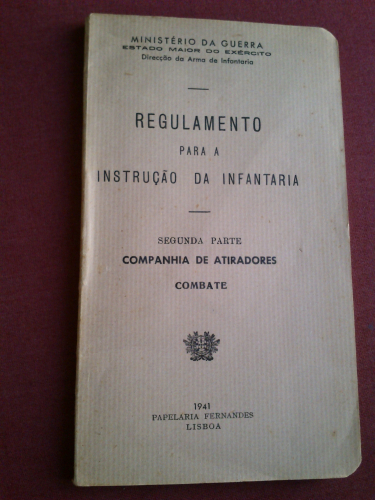 MINISTÉRIO DA GUERRA
ESTADO MAIOR DO EXÉRCITO
Direcção da Arma de Infantaria
REGULAMENTO
PARA A
INSTRUÇÃO DA INFANTARIA
SEGUNDA PARTE
COMPANHIA DE ATIRADORES
COMBATE
1941
PAPELARIA FERNANDES
LISBOA